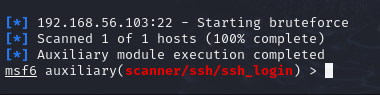 [*] 192.168.56.103:22 - Starting bruteforce
[*] Scanned 1 of 1 hosts (100% complete)
[*] Auxiliary module execution completed
msf6 auxiliary(scanner/ssh/ssh_login) >